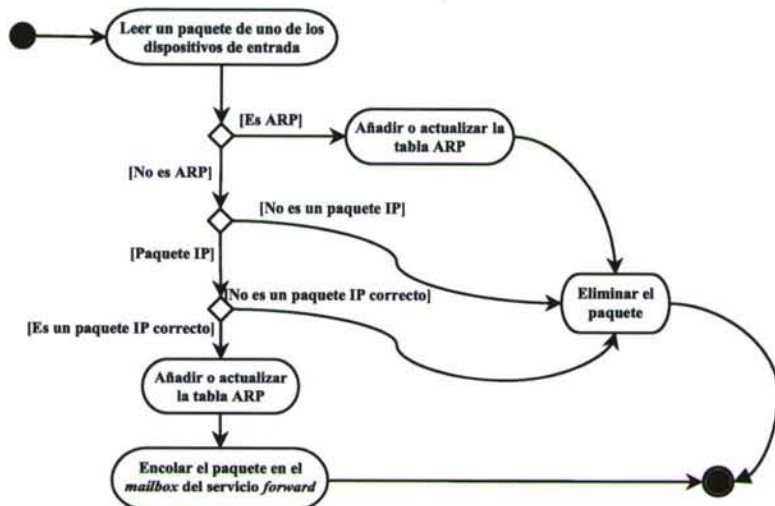 Leer un paquete de uno de los
dispositivos de entrada
[Es ARP]
Añadir o actualizar la
tabla ARP
[No es ARP]
[No es un paquete IP]
[Paquete IP]
[No es un paquete IP correcto]
Eliminar el
paquete
[Es un paquete IP correcto]
Añadir o actualizar
la tabla ARP
Encolar el paquete en el
mailbox del servicio forward